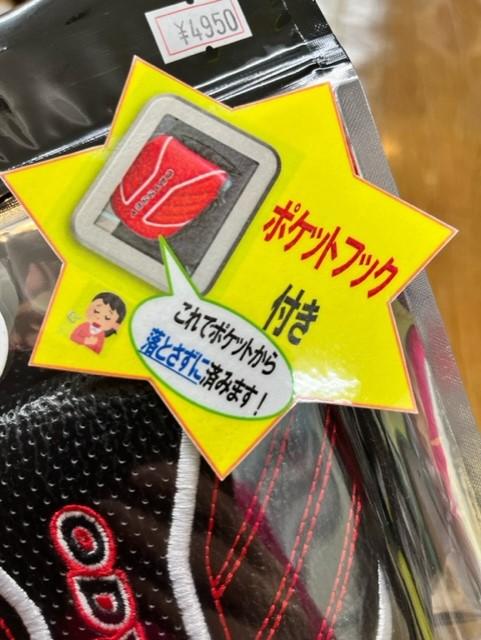 ¥4950
ポケットフック
付き
これでポケットから
落とさずに済みます！
OD